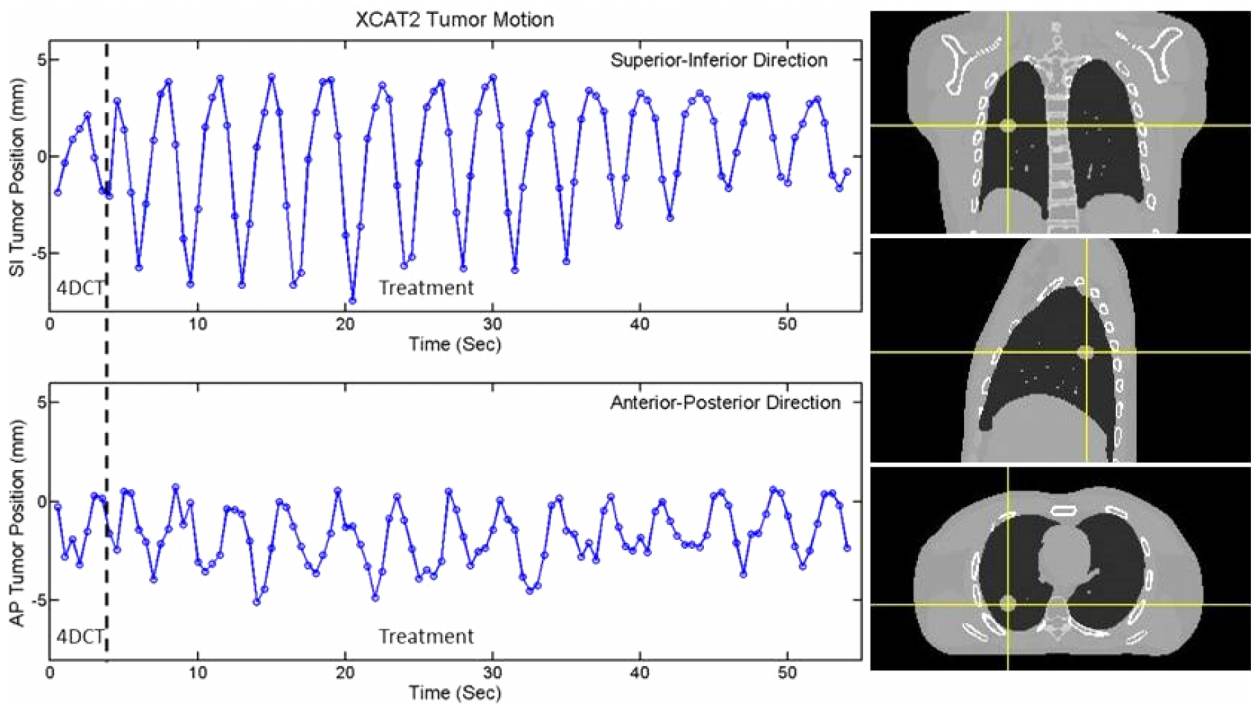 XCAT2 Tumor Motion
Superior-Inferior Direction
SI Tumor Position (mm)
5
0
-5
4DCT
Treatment
0 10 20 30 40 50
Time (Sec)
Anterior-Posterior Direction
AP Tumor Position (mm)
5
0
-5
4DCT
Treatment
0 10 20 30 40 50
Time (Sec)